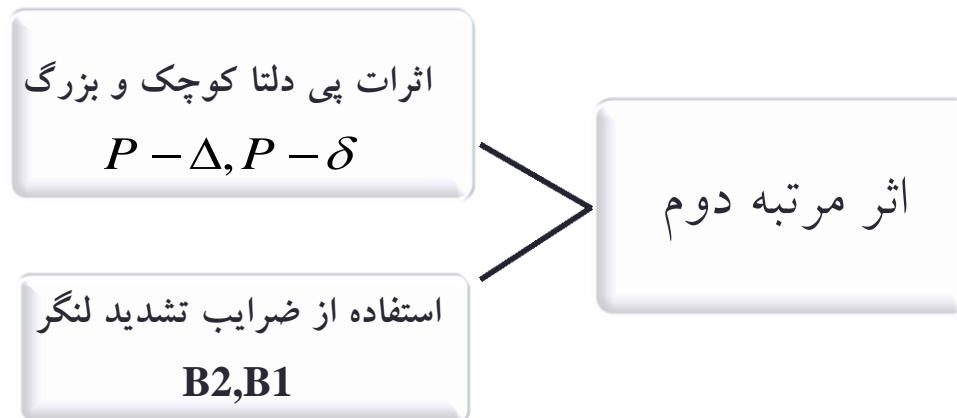 اثر مرتبه دوم
اثرات پی دلتا کوچک و بزرگ
P − Δ, P − δ
استفاده از ضرایب تشدید لنگر
B2,B1